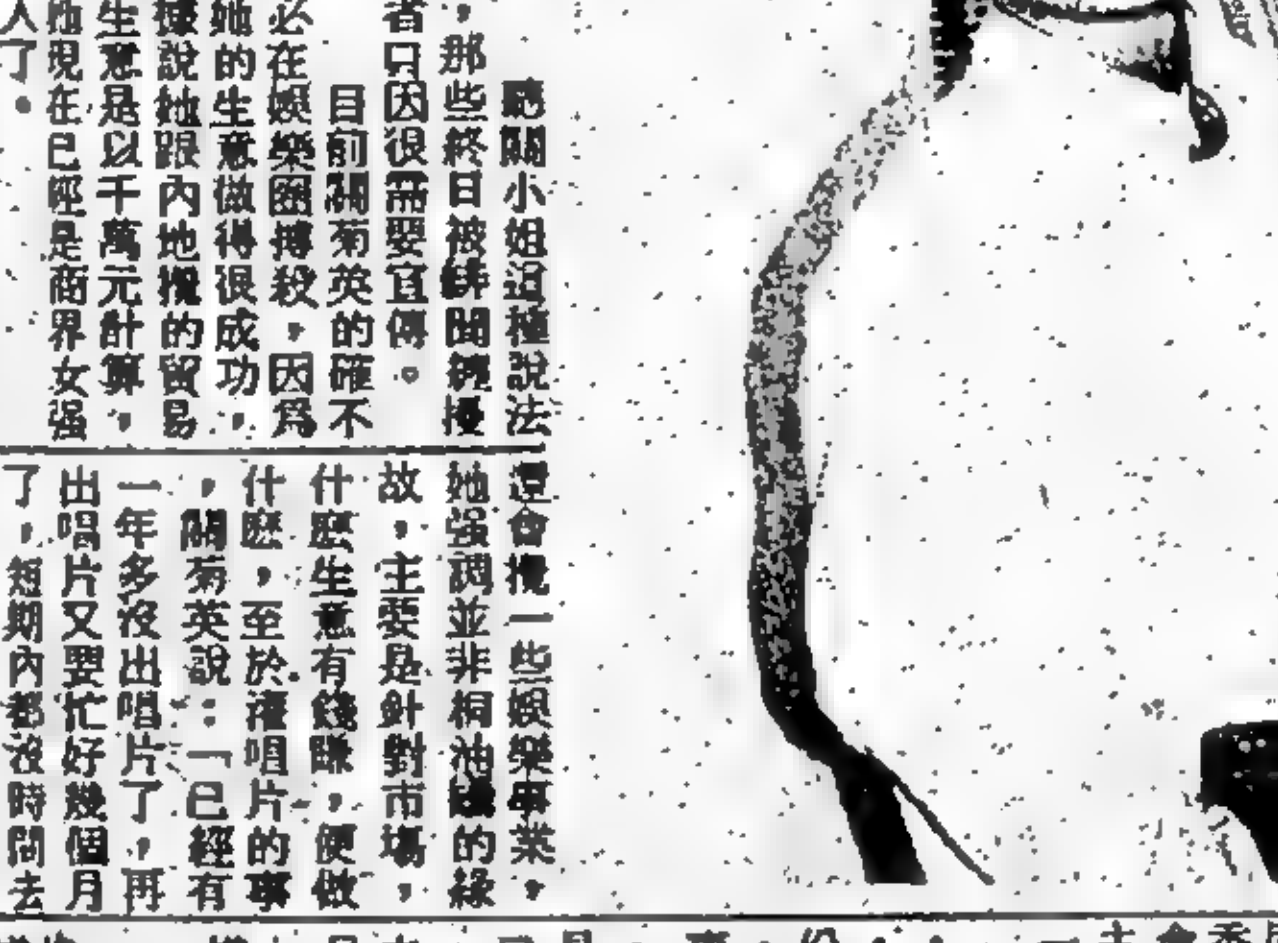 聽關小姐這種說法
，那些終日被緋聞纏擾
者只因很需要宣傳。
目前關菊英的確不
必在娛樂圈搏殺，因爲
她的生意做得很成功，
據說她跟內地攪的貿易
生意是以千萬元計算，
她現在已經是商界女强
人了。
還會攪一些娛樂事業，
她强調並非桐油的緣
故，主要是針對市場，
什麽生意有錢賺，便做
什麽，至於灌唱片的事
，關菊英說：「已經有
一年多沒出唱片了，再
出唱片又要忙好幾個月
了，短期內都沒時間去